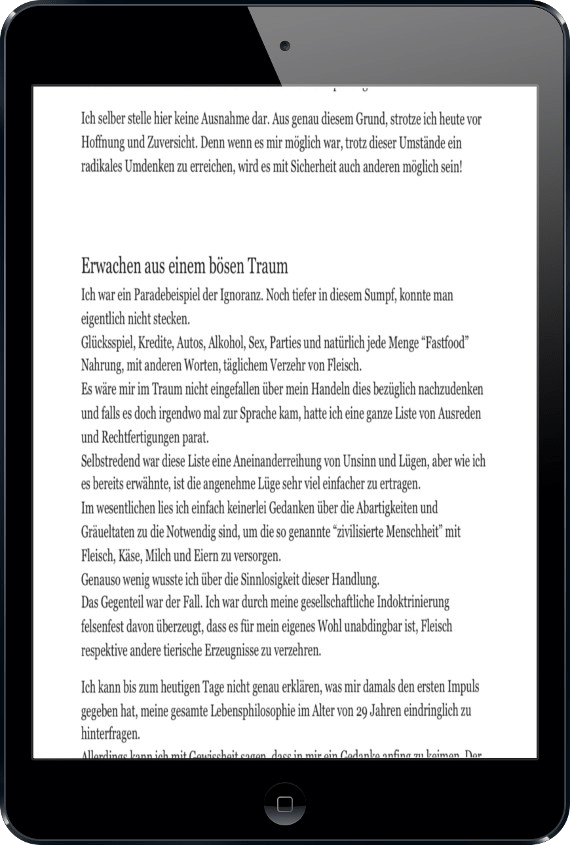 Ich selber stelle hier keine Ausnahme dar. Aus genau diesem Grund, strotze ich heute vor
Hoffnung und Zuversicht. Denn wenn es mir möglich war, trotz dieser Umstände ein
radikales Umdenken zu erreichen, wird es mit Sicherheit auch anderen möglich sein!
Erwachen aus einem bösen Traum
Ich war ein Paradebeispiel der Ignoranz. Noch tiefer in diesem Sumpf, konnte man
eigentlich nicht stecken.
Glücksspiel, Kredite, Autos, Alkohol, Sex, Parties und natürlich jede Menge “Fastfood”
Nahrung, mit anderen Worten, täglichem Verzehr von Fleisch.
Es wäre mir im Traum nicht eingefallen über mein Handeln dies bezüglich nachzudenken
und falls es doch irgendwo mal zur Sprache kam, hatte ich eine ganze Liste von Ausreden
und Rechtfertigungen parat.
Selbstredend war diese Liste eine Aneinanderreihung von Unsinn und Lügen, aber wie ich
es bereits erwähnte, ist die angenehme Lüge sehr viel einfacher zu ertragen.
Im wesentlichen lies ich einfach keinerlei Gedanken über die Abartigkeiten und
Gräueltaten zu die Notwendig sind, um die so genannte “zivilisierte Menschheit” mit
Fleisch, Käse, Milch und Eiern zu versorgen.
Genauso wenig wusste ich über die Sinnlosigkeit dieser Handlung.
Das Gegenteil war der Fall. Ich war durch meine gesellschaftliche Indoktrinierung
felsenfest davon überzeugt, dass es für mein eigenes Wohl unabdingbar ist, Fleisch
respektive andere tierische Erzeugnisse zu verzehren.
Ich kann bis zum heutigen Tage nicht genau erklären, was mir damals den ersten Impuls
gegeben hat, meine gesamte Lebensphilosophie im Alter von 29 Jahren eindringlich zu
hinterfragen.
Allerdings kann ich mit Gewissheit sagen, dass in mir ein Gedanke anfing zu keimen. Der